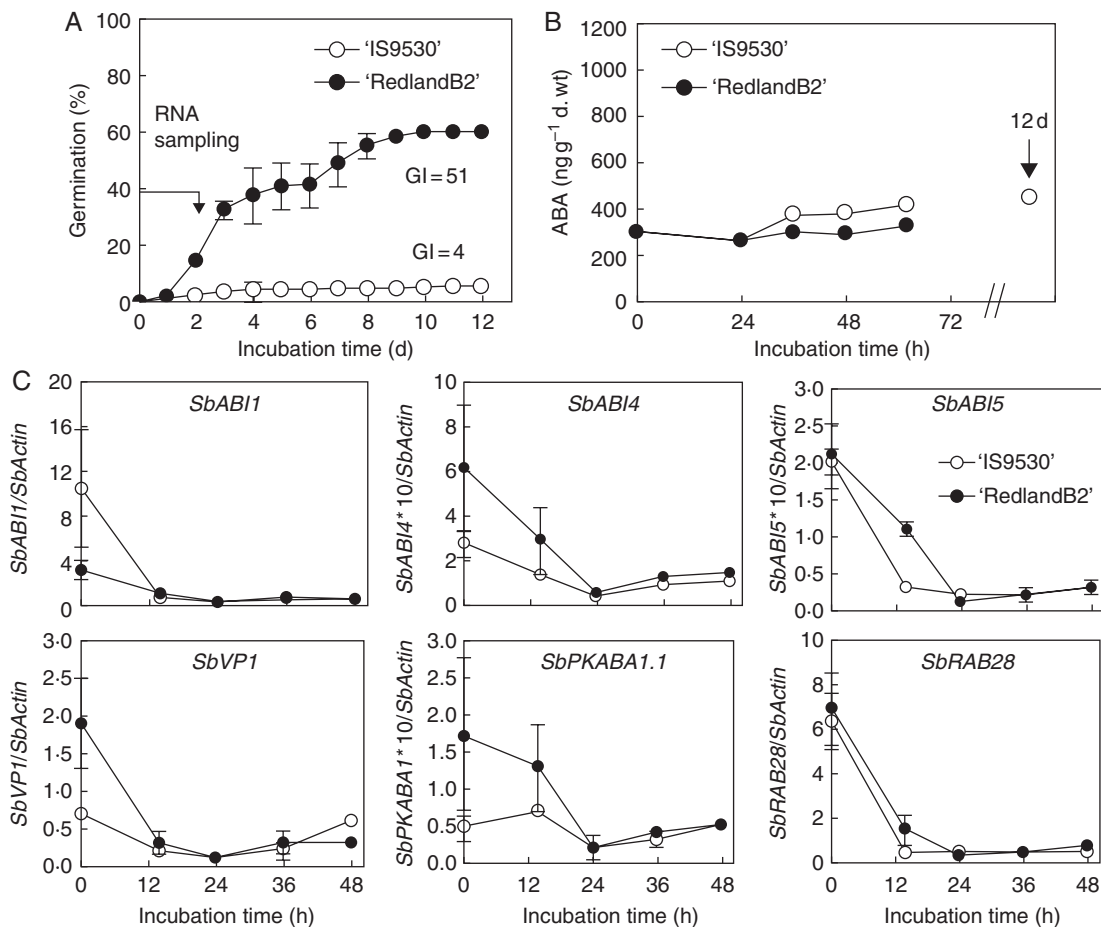 A
100
80
60
40
20
0
Germination (%)
'IS9530'
'RedlandB2'
RNA
sampling
GI = 51
GI = 4
0 2 4 6 8 10 12
Incubation time (d)
B
1200
1000
800
600
400
200
0
ABA (ng g⁻¹ d. wt)
'IS9530'
'RedlandB2'
12 d
0 24 48 72
Incubation time (h)
C
20
16
12
8
4
0
SbABI1/SbActin
SbABI1
10
8
6
4
2
0
SbABI4* 10/SbActin
SbABI4
3·0
2·5
2·0
1·5
1·0
0·5
0·0
SbABI5* 10/SbActin
SbABI5
'IS9530'
'RedlandB2'
3·0
2·5
2·0
1·5
1·0
0·5
0·0
SbVP1/SbActin
SbVP1
0 12 24 36 48
Incubation time (h)
3·0
2·5
2·0
1·5
1·0
0·5
0·0
SbPKABA1* 10/SbActin
SbPKABA1.1
0 12 24 36 48
Incubation time (h)
10
8
6
4
2
0
SbRAB28/SbActin
SbRAB28
0 12 24 36 48
Incubation time (h)